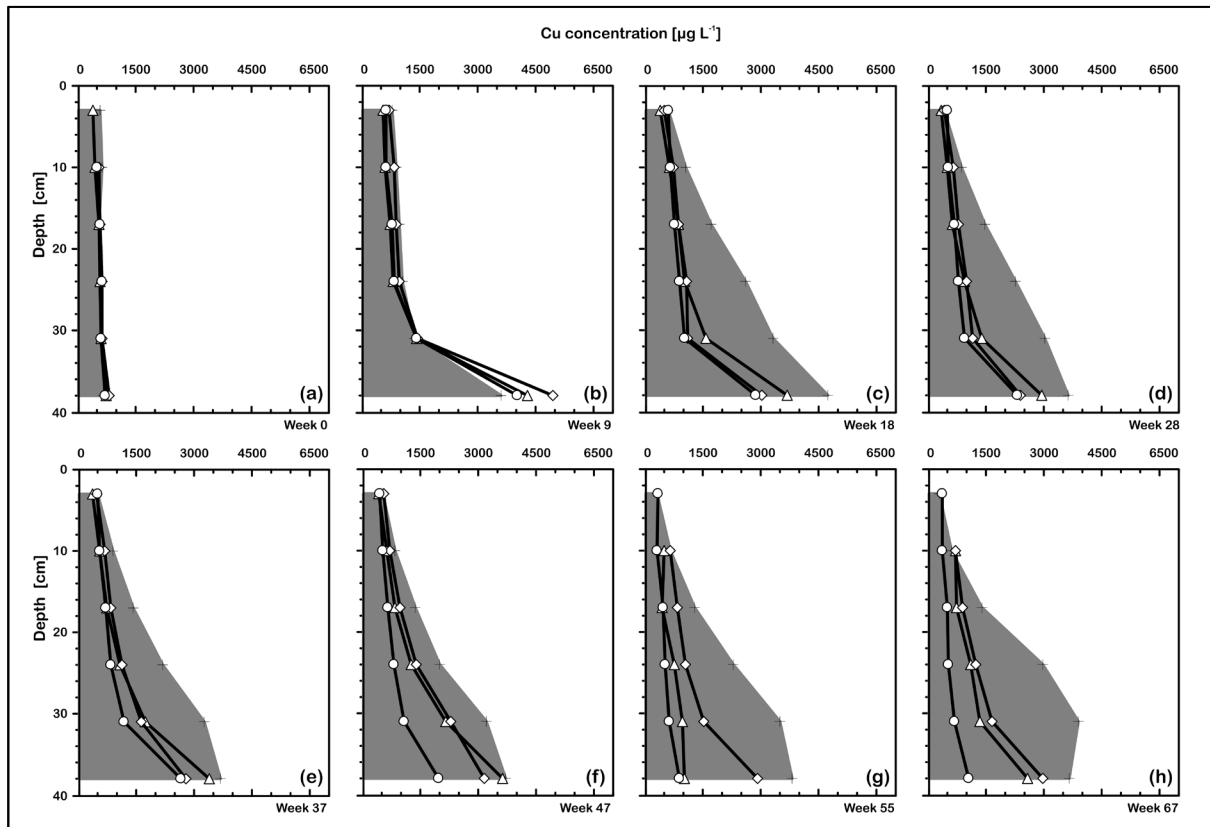 Cu concentration [µg L⁻¹]
0 1500 3000 4500 6500 0 1500 3000 4500 6500 0 1500 3000 4500 6500 0 1500 3000 4500 6500
0
10
20
30
40
Depth [cm]
(a) (b) (c) (d)
Week 0 Week 9 Week 18 Week 28
0 1500 3000 4500 6500 0 1500 3000 4500 6500 0 1500 3000 4500 6500 0 1500 3000 4500 6500
0
10
20
30
40
Depth [cm]
(e) (f) (g) (h)
Week 37 Week 47 Week 55 Week 67